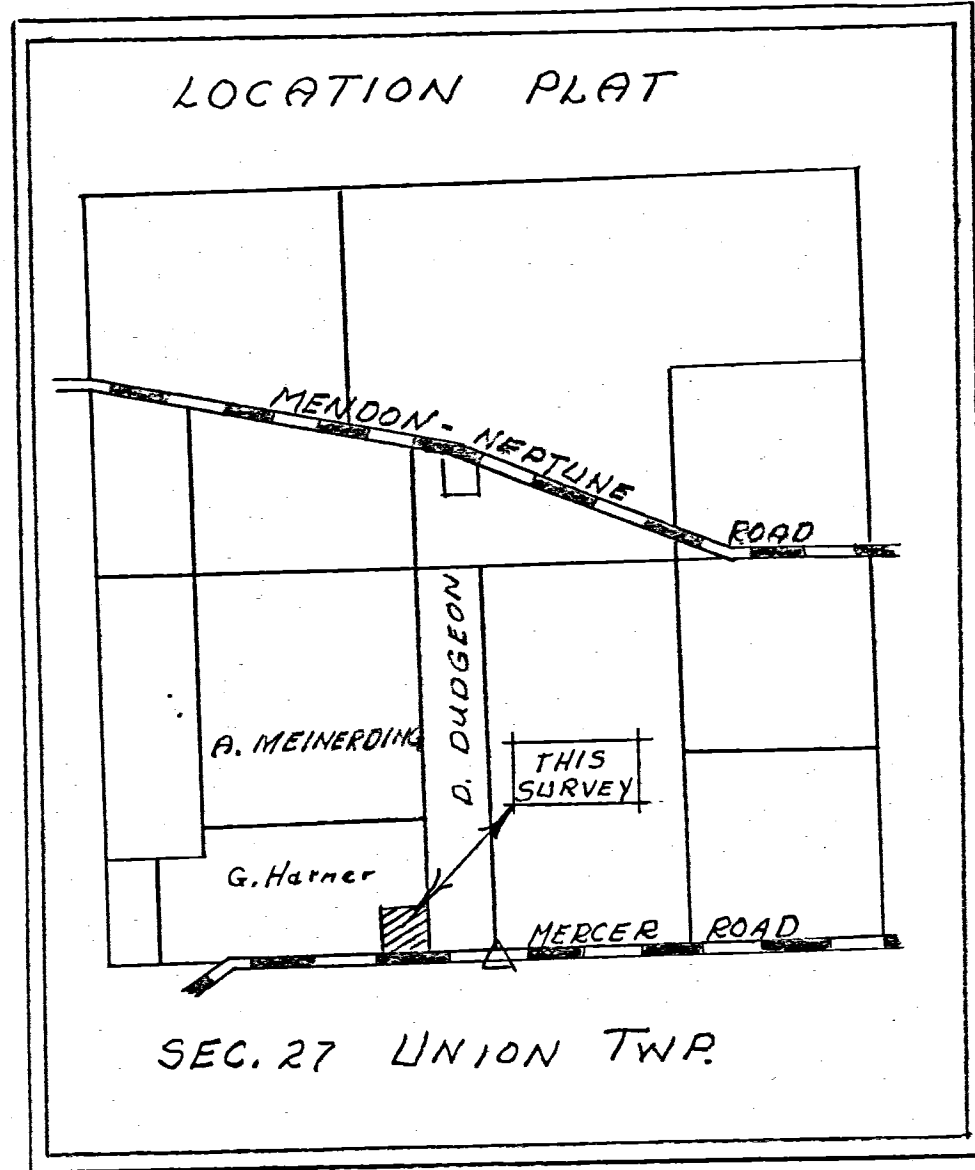 LOCATION PLAT
MENDON - NEPTUNE
ROAD
D. DUDGEON
A. MEINERDING
THIS
SURVEY
G. Harner
MERCER ROAD
SEC. 27 UNION TWP.